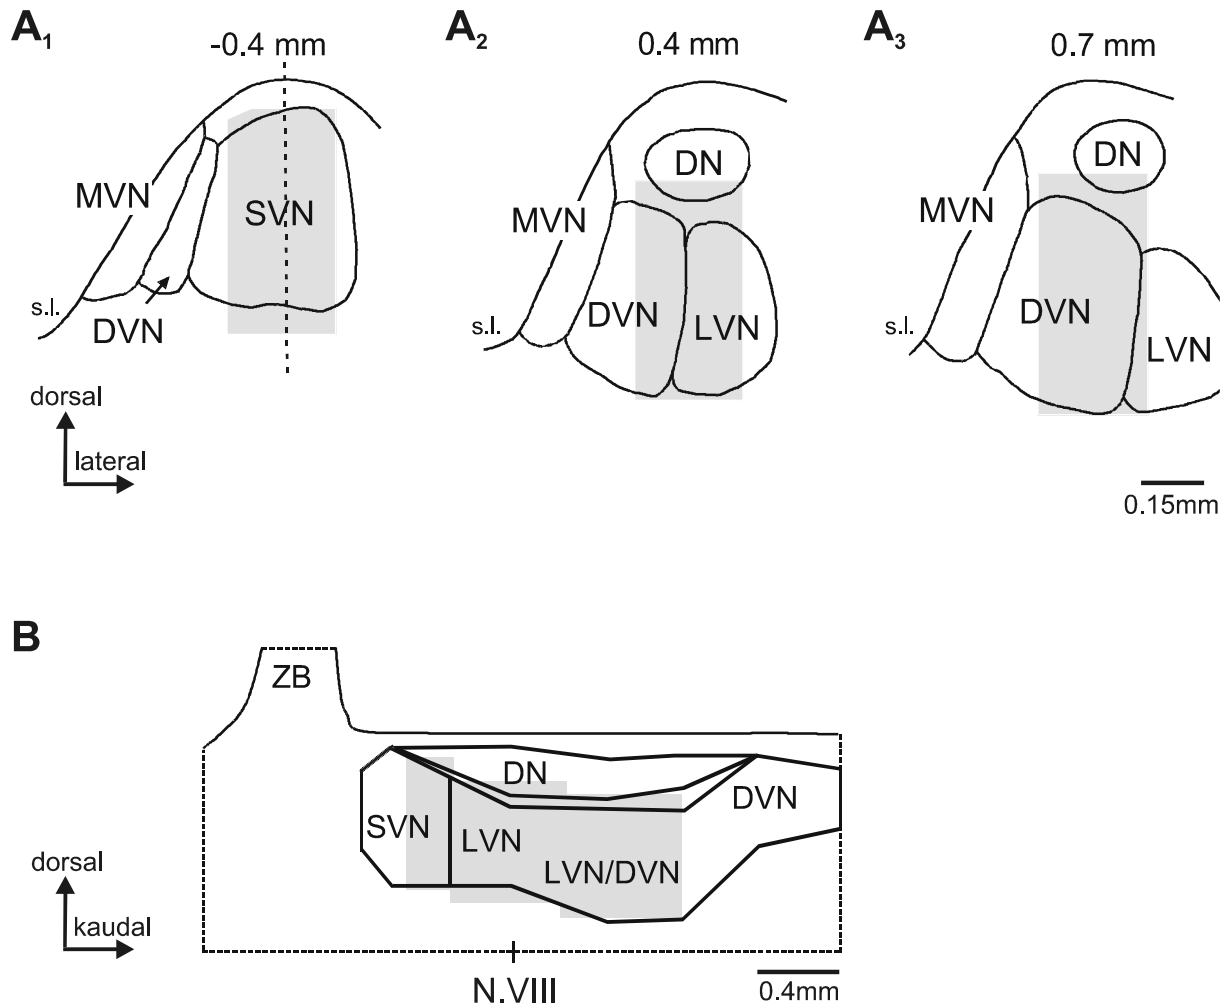 A1
-0.4 mm
MVN
SVN
s.l.
DVN
A2
0.4 mm
DN
MVN
DVN
LVN
s.l.
A3
0.7 mm
DN
MVN
DVN
LVN
s.l.
dorsal
lateral
0.15mm
B
ZB
DN
DVN
SVN
LVN
LVN/DVN
dorsal
kaudal
N.VIII
0.4mm